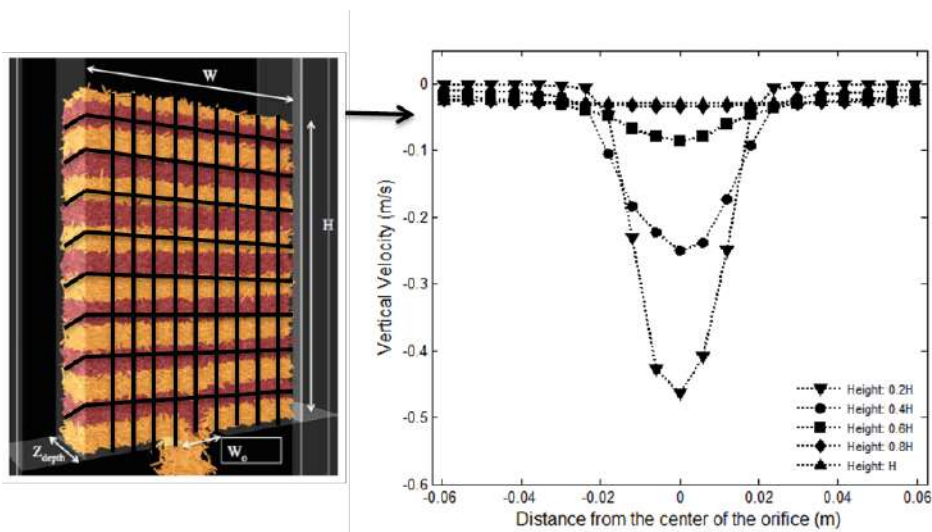 W
H
Z depth
W o
0
-0.1
-0.2
-0.3
-0.4
-0.5
-0.6
Vertical Velocity (m/s)
Height: 0.2H
Height: 0.4H
Height: 0.6H
Height: 0.8H
Height: H
-0.06 -0.04 -0.02 0 0.02 0.04 0.06
Distance from the center of the orifice (m)